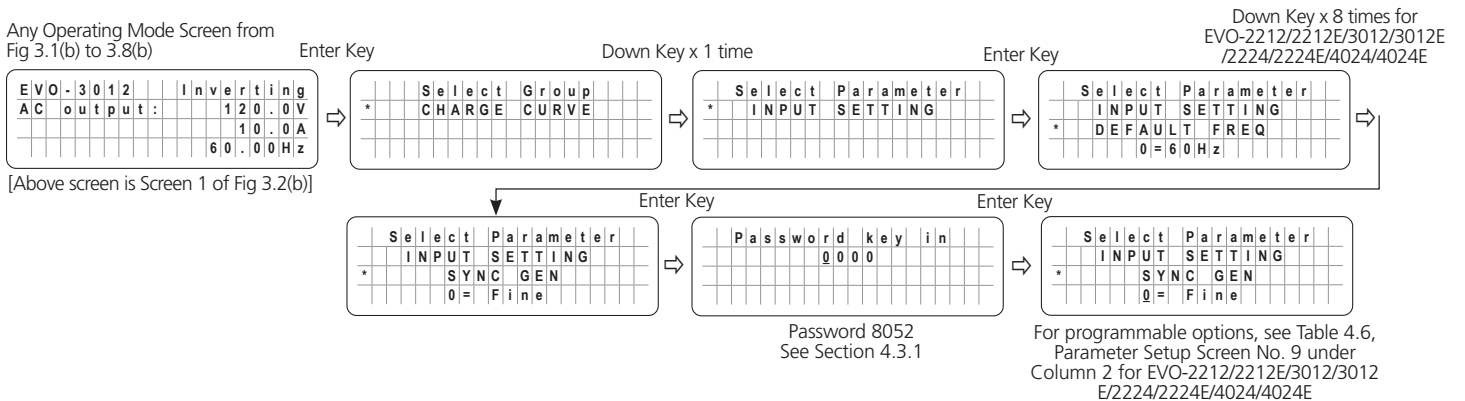 Any Operating Mode Screen from
Fig 3.1(b) to 3.8(b)
Enter Key
Down Key x 1 time
Enter Key
Down Key x 8 times for
EVO-2212/2212E/3012/3012E
/2224/2224E/4024/4024E
EVO-3012 Inverting
AC output: 120.0V
10.0A
60.00Hz
[Above screen is Screen 1 of Fig 3.2(b)]
Select Group
* CHARGE CURVE
Select Parameter
* INPUT SETTING
Select Parameter
INPUT SETTING
* DEFAULT FREQ
0=60Hz
Enter Key
Enter Key
Select Parameter
INPUT SETTING
* SYNC GEN
0= Fine
Password key in
0000
Password 8052
See Section 4.3.1
Select Parameter
INPUT SETTING
* SYNC GEN
0= Fine
For programmable options, see Table 4.6,
Parameter Setup Screen No. 9 under
Column 2 for EVO-2212/2212E/3012/3012
E/2224/2224E/4024/4024E